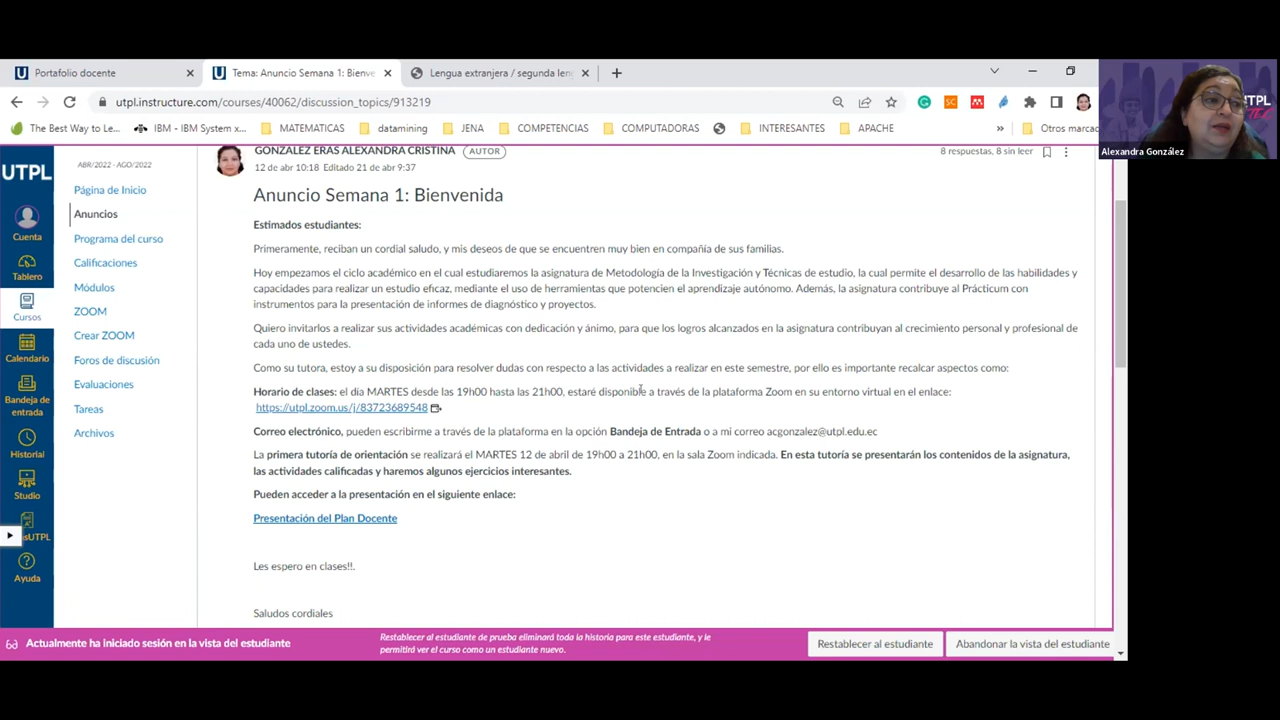 Portafolio docente
Tema: Anuncio Semana 1: Bienve
Lengua extranjera / segunda len
utpl.instructure.com/courses/40062/discussion_topics/913219
The Best Way to Le...
IBM - IBM System x...
MATEMATICAS
datamining
JENA
COMPETENCIAS
COMPUTADORAS
INTERESANTES
APACHE
»
Otros marcad
Alexandra González
UTPL
Cuenta
Tablero
Cursos
Calendario
Bandeja de
entrada
Historial
Studio
Ayuda
ABR/2022 - AGO/2022
Página de Inicio
Anuncios
Programa del curso
Calificaciones
Módulos
ZOOM
Crear ZOOM
Foros de discusión
Evaluaciones
Tareas
Archivos
GONZALEZ ERAS ALEXANDRA CRISTINA AUTOR
8 respuestas, 8 sin leer
12 de abr 10:18 Editado 21 de abr 9:37
Anuncio Semana 1: Bienvenida
Estimados estudiantes:
Primeramente, reciban un cordial saludo, y mis deseos de que se encuentren muy bien en compañía de sus familias.
Hoy empezamos el ciclo académico en el cual estudiaremos la asignatura de Metodología de la Investigación y Técnicas de estudio, la cual permite el desarrollo de las habilidades y
capacidades para realizar un estudio eficaz, mediante el uso de herramientas que potencien el aprendizaje autónomo. Además, la asignatura contribuye al Prácticum con
instrumentos para la presentación de informes de diagnóstico y proyectos.
Quiero invitarlos a realizar sus actividades académicas con dedicación y ánimo, para que los logros alcanzados en la asignatura contribuyan al crecimiento personal y profesional de
cada uno de ustedes.
Como su tutora, estoy a su disposición para resolver dudas con respecto a las actividades a realizar en este semestre, por ello es importante recalcar aspectos como:
Horario de clases: el día MARTES desde las 19h00 hasta las 21h00, estaré disponible a través de la plataforma Zoom en su entorno virtual en el enlace:
https://utpl.zoom.us/j/83723689548
Correo electrónico, pueden escribirme a través de la plataforma en la opción Bandeja de Entrada o a mi correo acgonzalez@utpl.edu.ec
La primera tutoría de orientación se realizará el MARTES 12 de abril de 19h00 a 21h00, en la sala Zoom indicada. En esta tutoría se presentarán los contenidos de la asignatura,
las actividades calificadas y haremos algunos ejercicios interesantes.
Pueden acceder a la presentación en el siguiente enlace:
Presentación del Plan Docente
Les espero en clases!!.
Saludos cordiales
Actualmente ha iniciado sesión en la vista del estudiante
Restablecer al estudiante de prueba eliminará toda la historia para este estudiante, y le
permitirá ver el curso como un estudiante nuevo.
Restablecer al estudiante
Abandonar la vista del estudiante